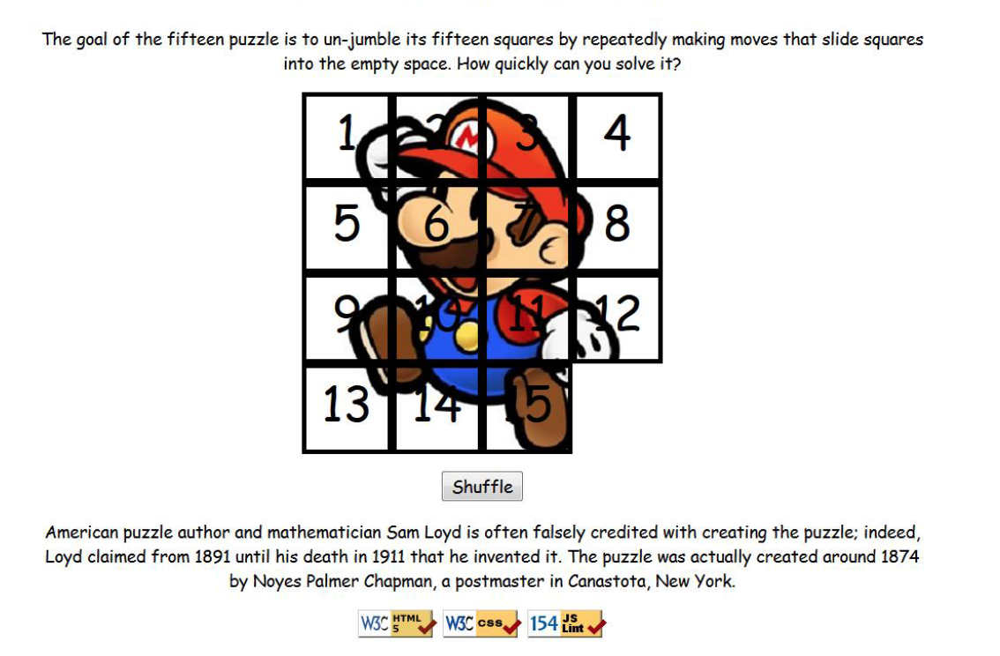 The goal of the fifteen puzzle is to un-jumble its fifteen squares by repeatedly making moves that slide squares
into the empty space. How quickly can you solve it?
1 2 3 4
M
5 6 7 8
9 10 11 12
13 14 15
Shuffle
American puzzle author and mathematician Sam Loyd is often falsely credited with creating the puzzle; indeed,
Loyd claimed from 1891 until his death in 1911 that he invented it. The puzzle was actually created around 1874
by Noyes Palmer Chapman, a postmaster in Canastota, New York.
W3C HTML 5 W3C css 154 JS Lint